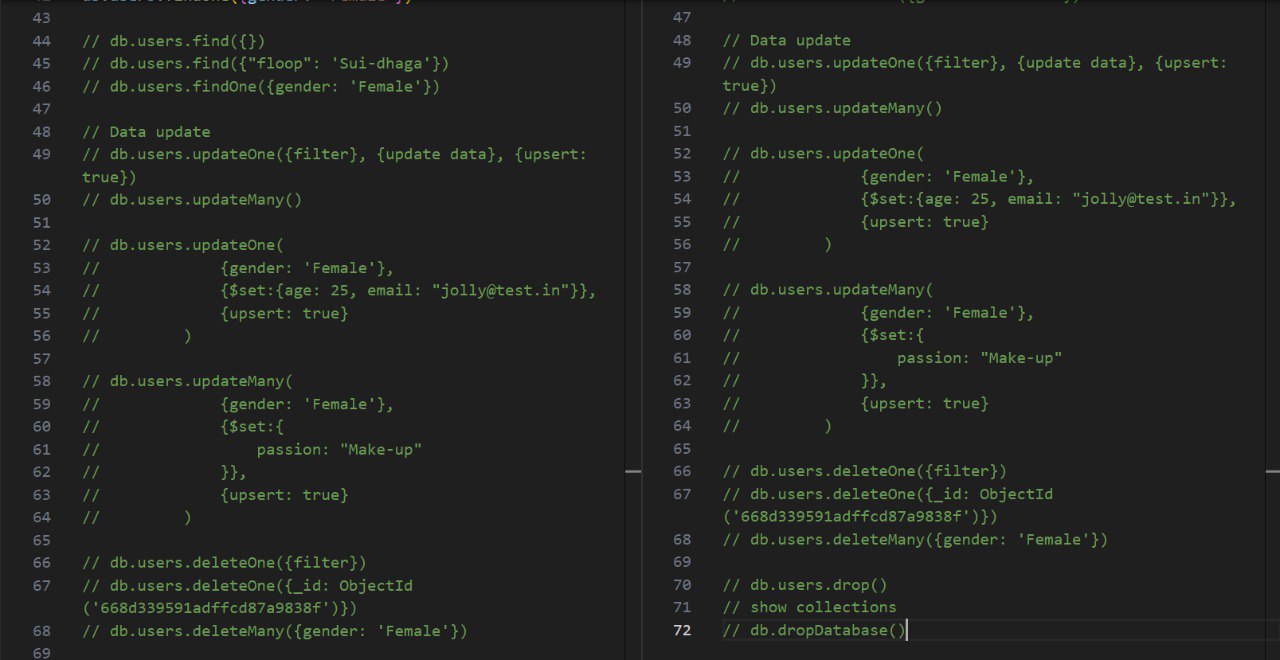 43
44 // db.users.find({})
45 // db.users.find({"floop": 'Sui-dhaga'})
46 // db.users.findOne({gender: 'Female'})
47
48 // Data update
49 // db.users.updateOne({filter}, {update data}, {upsert:
true})
50 // db.users.updateMany()
51
52 // db.users.updateOne(
53 //             {gender: 'Female'},
54 //             {$set:{age: 25, email: "jolly@test.in"}},
55 //             {upsert: true}
56 //         )
57
58 // db.users.updateMany(
59 //             {gender: 'Female'},
60 //             {$set:{
61 //                 passion: "Make-up"
62 //             }},
63 //             {upsert: true}
64 //         )
65
66 // db.users.deleteOne({filter})
67 // db.users.deleteOne({_id: ObjectId
('668d339591adffcd87a9838f')})
68 // db.users.deleteMany({gender: 'Female'})
69
47
48 // Data update
49 // db.users.updateOne({filter}, {update data}, {upsert:
true})
50 // db.users.updateMany()
51
52 // db.users.updateOne(
53 //             {gender: 'Female'},
54 //             {$set:{age: 25, email: "jolly@test.in"}},
55 //             {upsert: true}
56 //         )
57
58 // db.users.updateMany(
59 //             {gender: 'Female'},
60 //             {$set:{
61 //                 passion: "Make-up"
62 //             }},
63 //             {upsert: true}
64 //         )
65
66 // db.users.deleteOne({filter})
67 // db.users.deleteOne({_id: ObjectId
('668d339591adffcd87a9838f')})
68 // db.users.deleteMany({gender: 'Female'})
69
70 // db.users.drop()
71 // show collections
72 // db.dropDatabase()